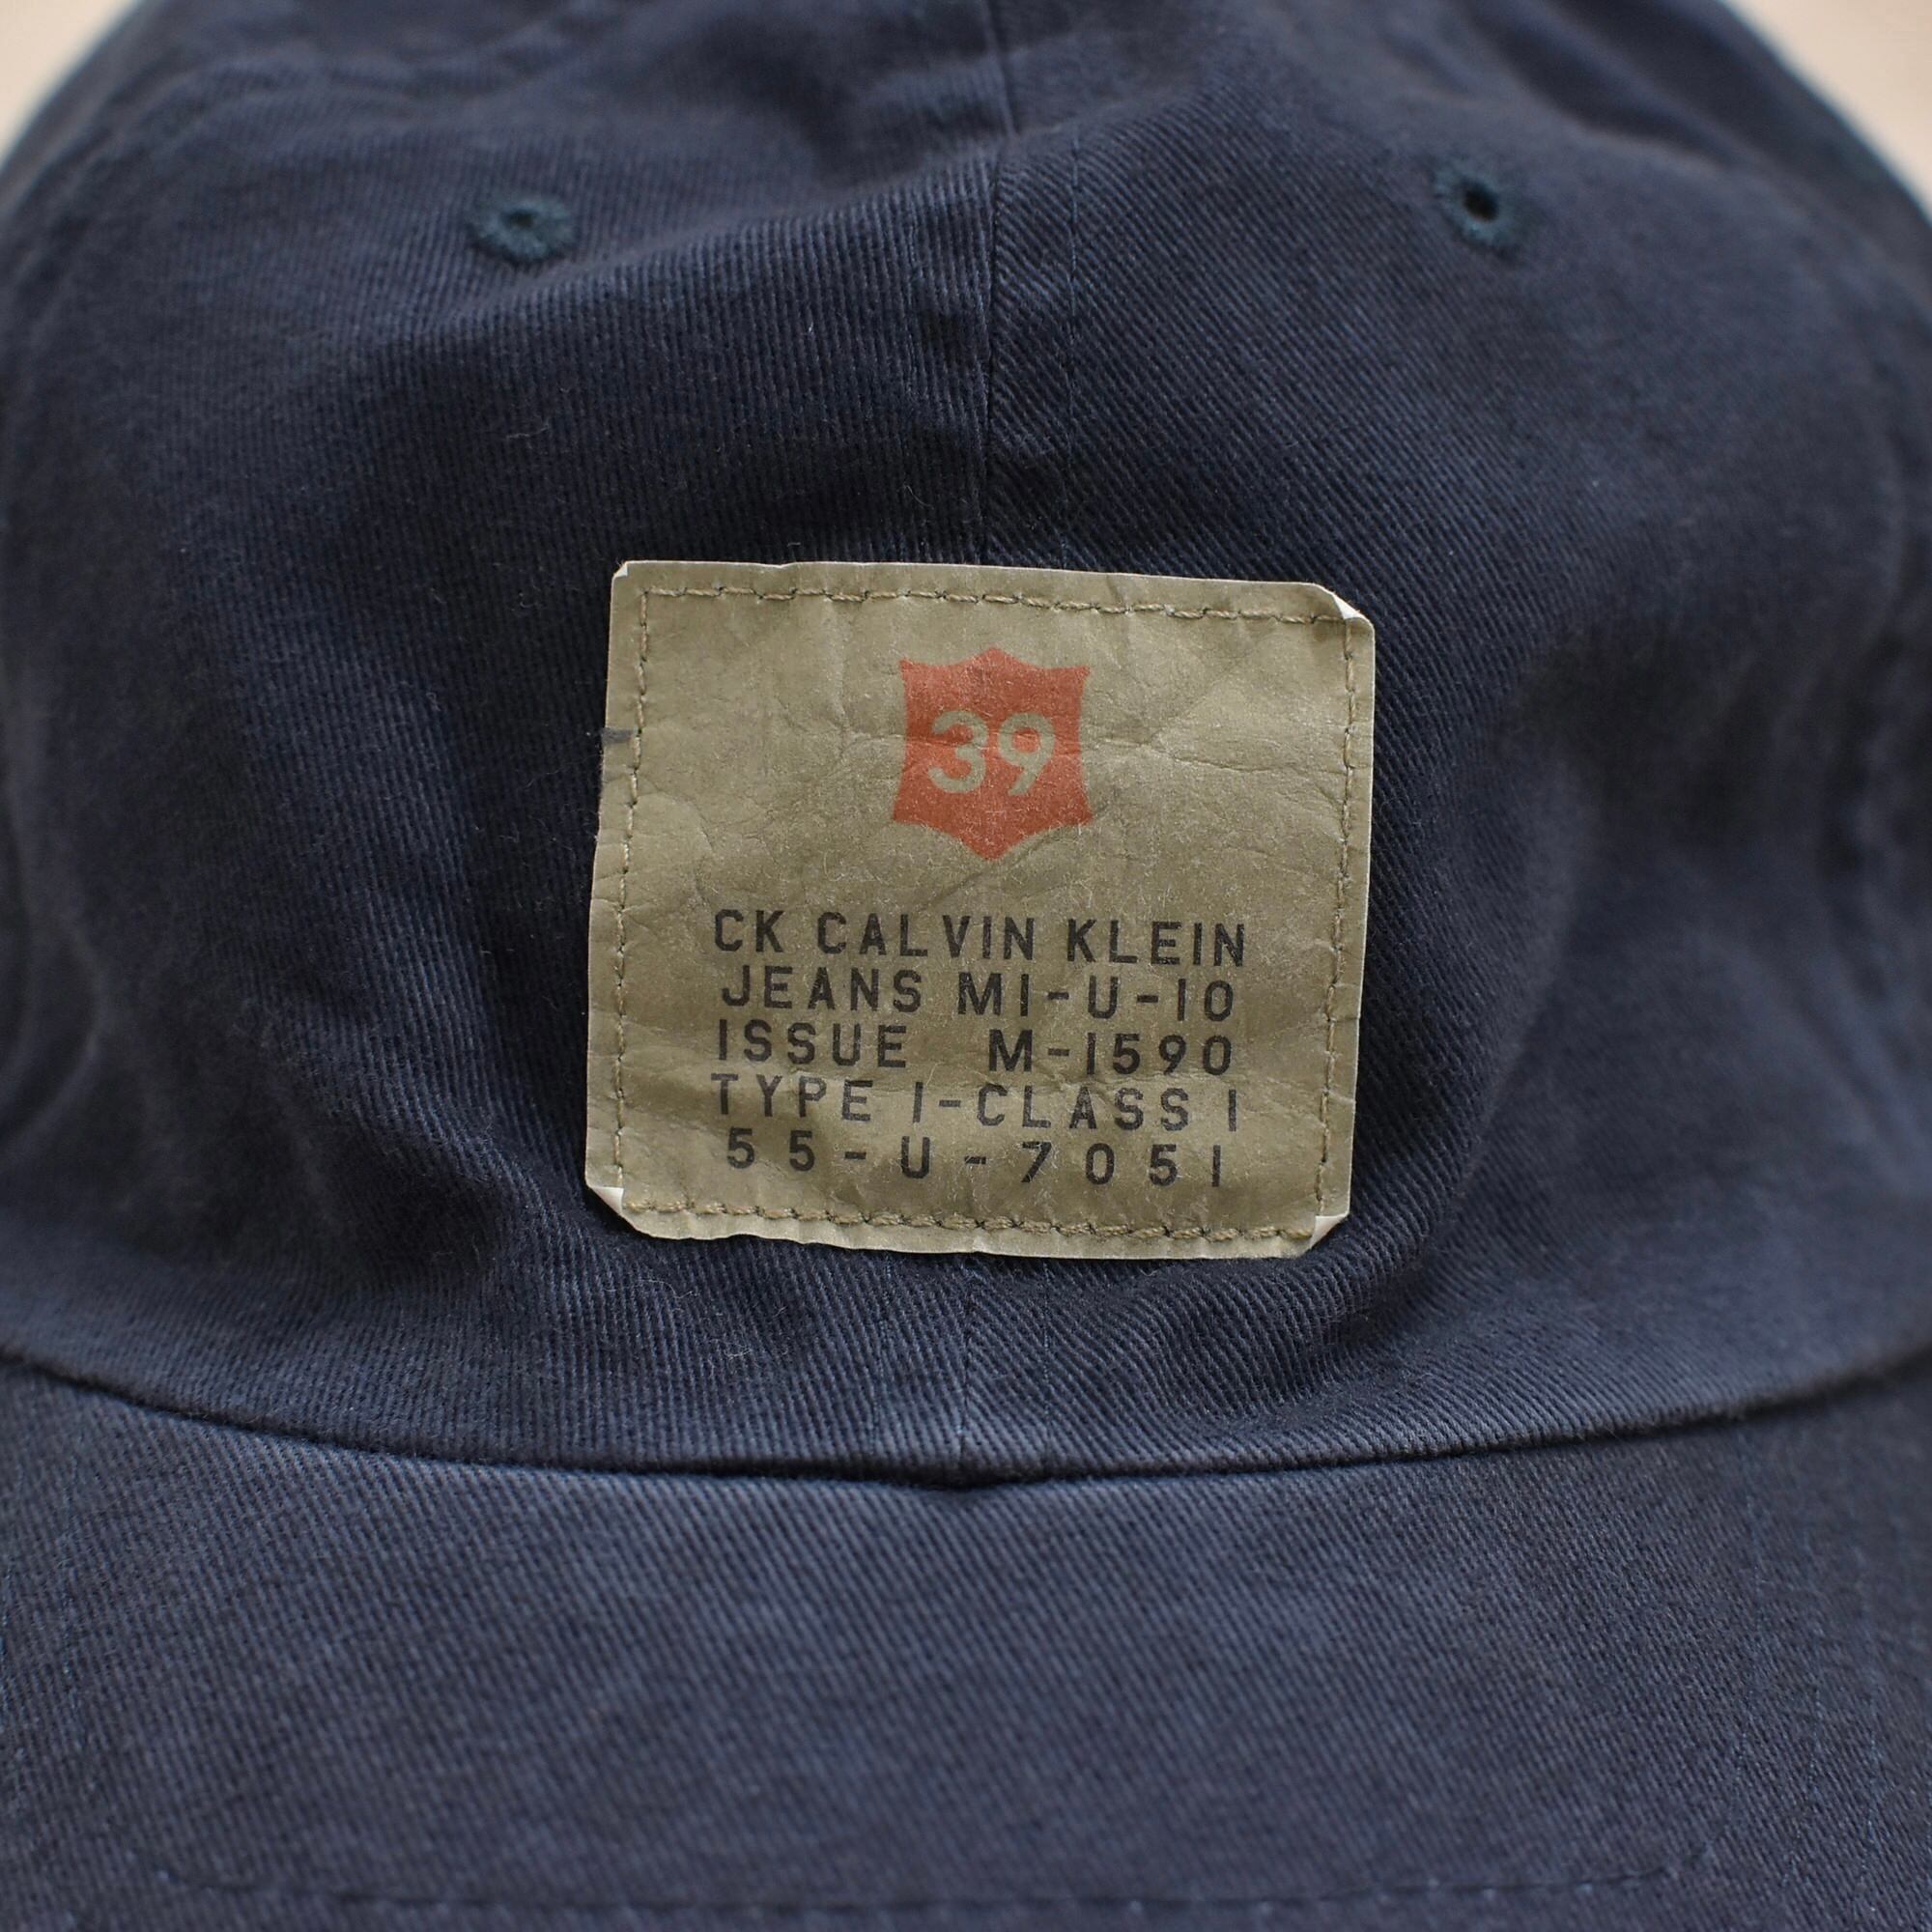 39
CK CALVIN KLEIN
JEANS MI-U-10
ISSUE M-1590
TYPE I-CLASS I
55-U-7051